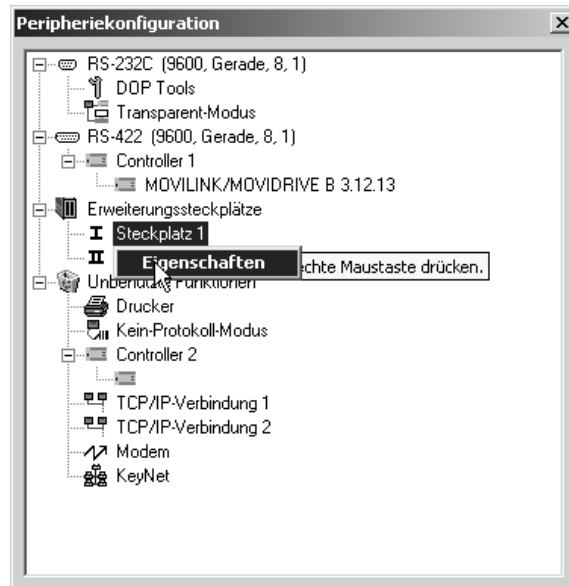 Peripheriekonfiguration
RS-232C (9600, Gerade, 8, 1)
DOP Tools
Transparent-Modus
RS-422 (9600, Gerade, 8, 1)
Controller 1
MOVILINK/MOVIDRIVE B 3.12.13
Erweiterungssteckplätze
I Steckplatz 1
II
Eigenschaften
echte Maustaste drücken.
Funktionen
Drucker
Kein-Protokoll-Modus
Controller 2
TCP/IP-Verbindung 1
TCP/IP-Verbindung 2
Modem
KeyNet